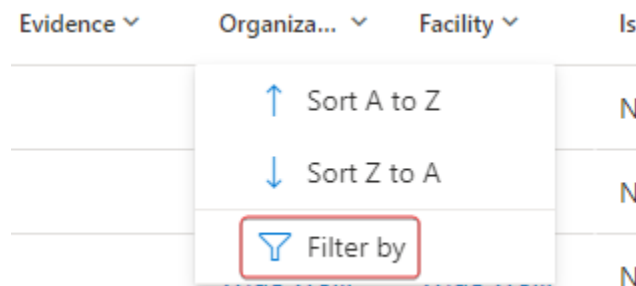 Evidence Organiza... Facility Is
Sort A to Z
N
Sort Z to A
N
Filter by
N